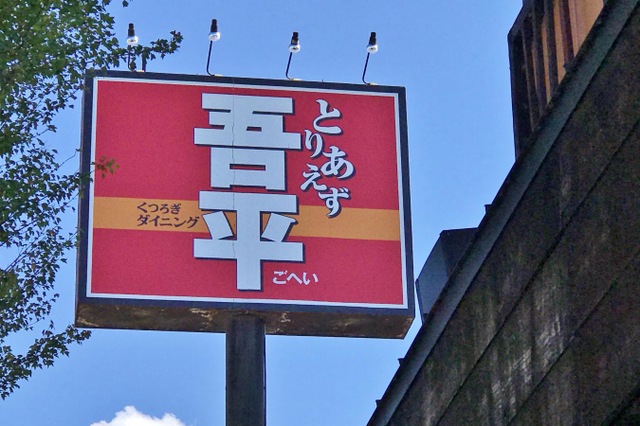 とりあえず
吾平
ごへい
くつろぎ
ダイニング